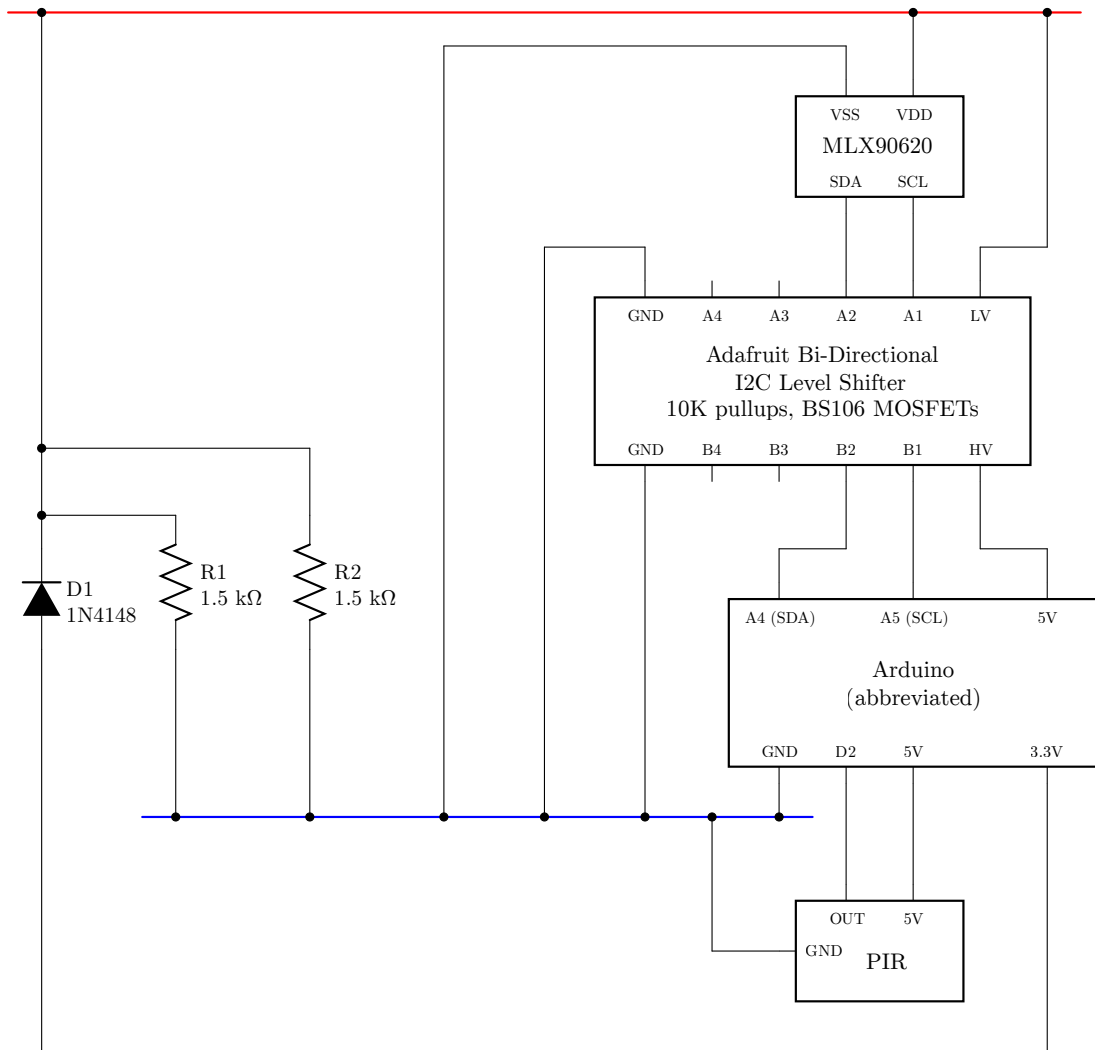 VSS VDD
MLX90620
SDA SCL
GND A4 A3 A2 A1 LV
Adafruit Bi-Directional
I2C Level Shifter
10K pullups, BS106 MOSFETs
GND B4 B3 B2 B1 HV
D1
1N4148
R1
1.5 kΩ
R2
1.5 kΩ
A4 (SDA) A5 (SCL) 5V
Arduino
(abbreviated)
GND D2 5V 3.3V
OUT 5V
GND
PIR